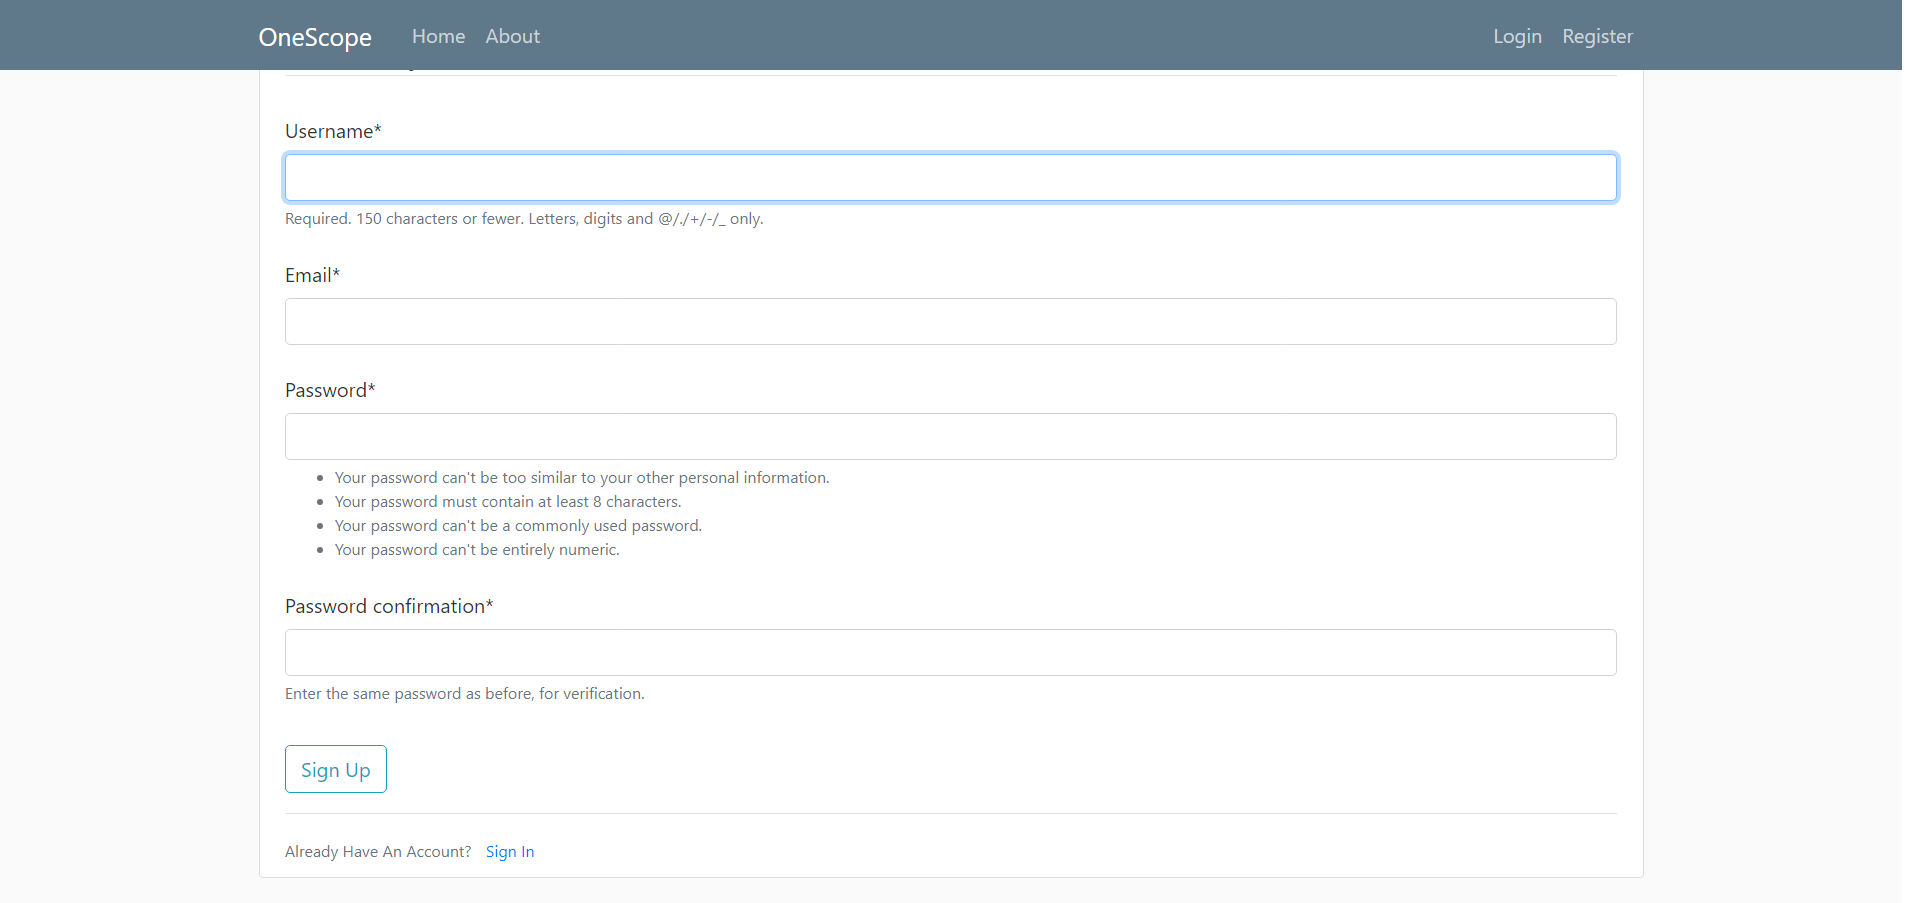 OneScope Home About Login Register
Username*
Required. 150 characters or fewer. Letters, digits and @/./+/-/_ only.
Email*
Password*
Your password can't be too similar to your other personal information.
Your password must contain at least 8 characters.
Your password can't be a commonly used password.
Your password can't be entirely numeric.
Password confirmation*
Enter the same password as before, for verification.
Sign Up
Already Have An Account? Sign In